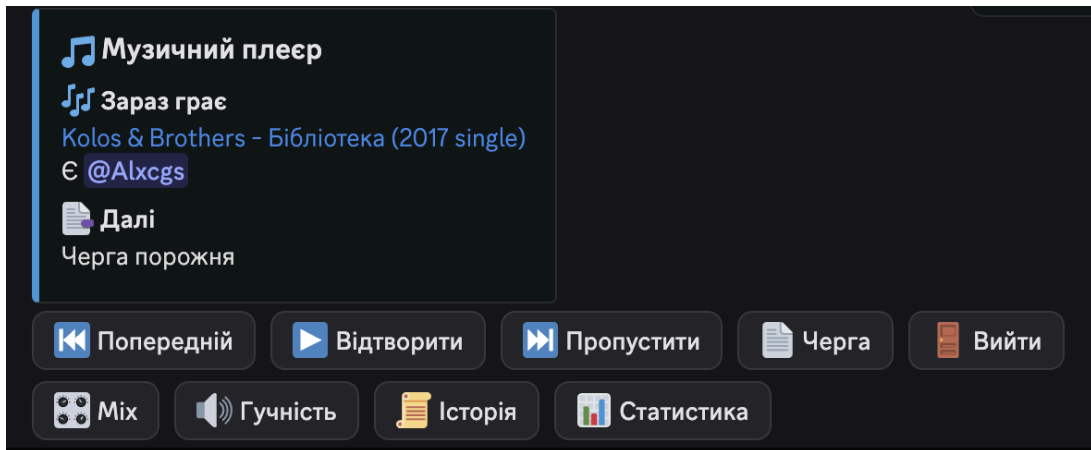 Музичний плеєр
Зараз грає
Kolos & Brothers - Бібліотека (2017 single)
Є @Alxcgs
Далі
Черга порожня
Попередній Відтворити Пропустити Черга Вийти
Mix Гучність Історія Статистика